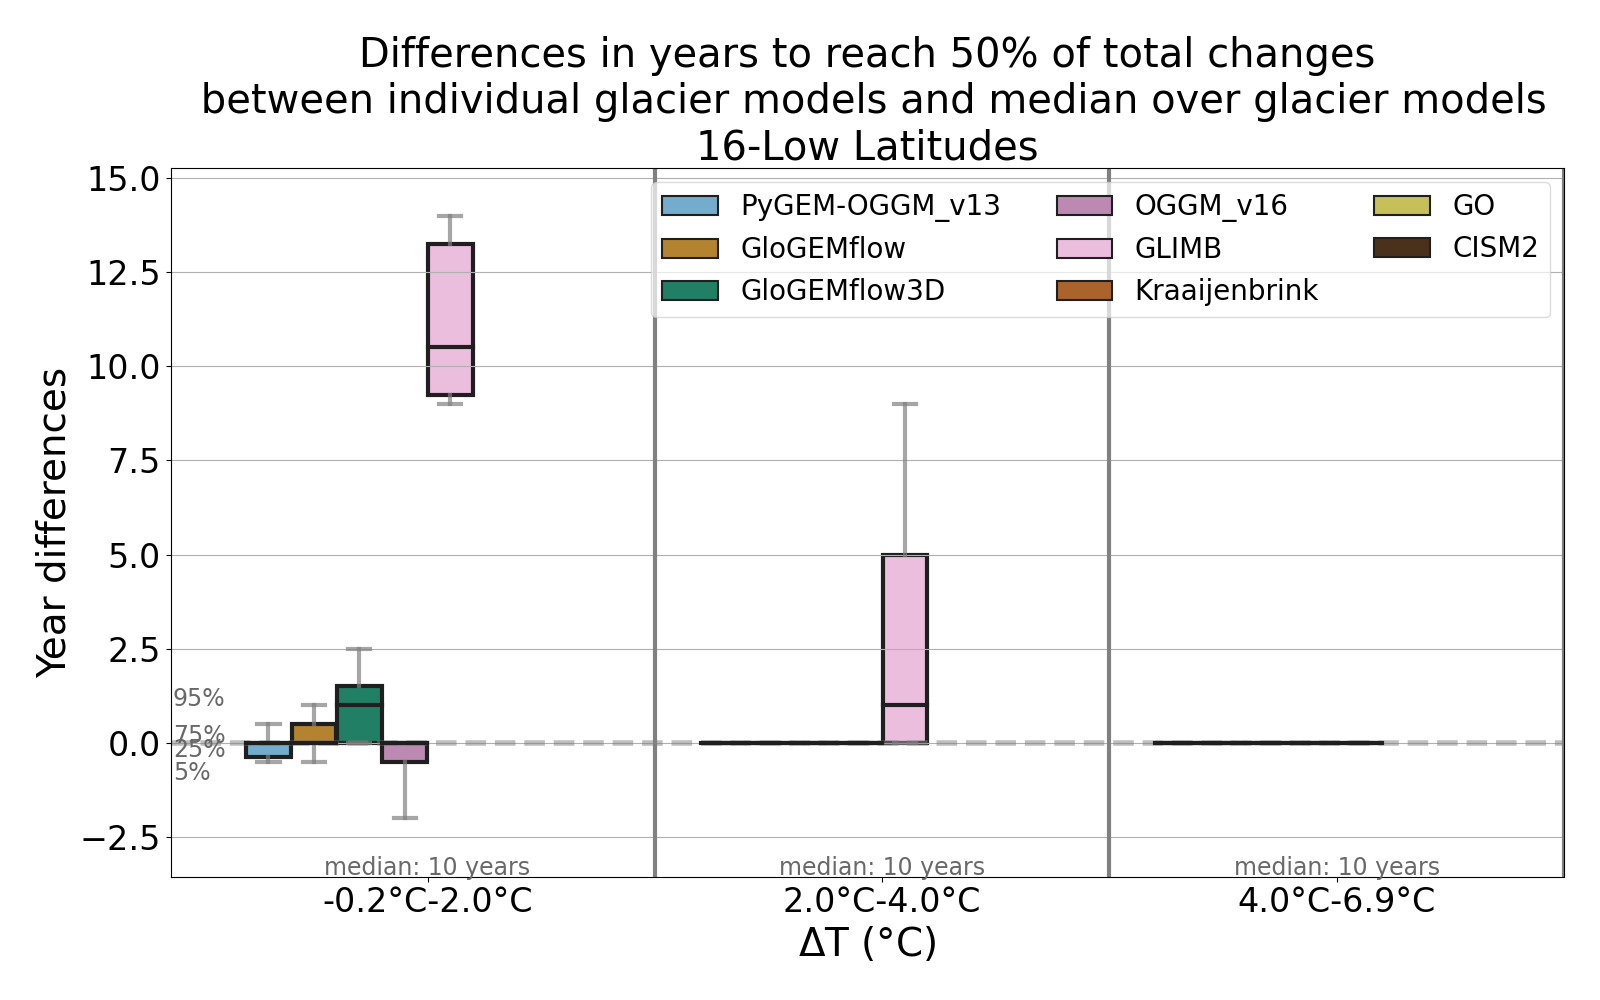 Differences in years to reach 50% of total changes
between individual glacier models and median over glacier models
16-Low Latitudes
Year differences
15.0
12.5
10.0
7.5
5.0
2.5
0.0
−2.5
95%
75%
25%
5%
PyGEM-OGGM_v13
GloGEMflow
GloGEMflow3D
OGGM_v16
GLIMB
Kraaijenbrink
GO
CISM2
median: 10 years
median: 10 years
median: 10 years
-0.2°C-2.0°C
2.0°C-4.0°C
4.0°C-6.9°C
ΔT (°C)